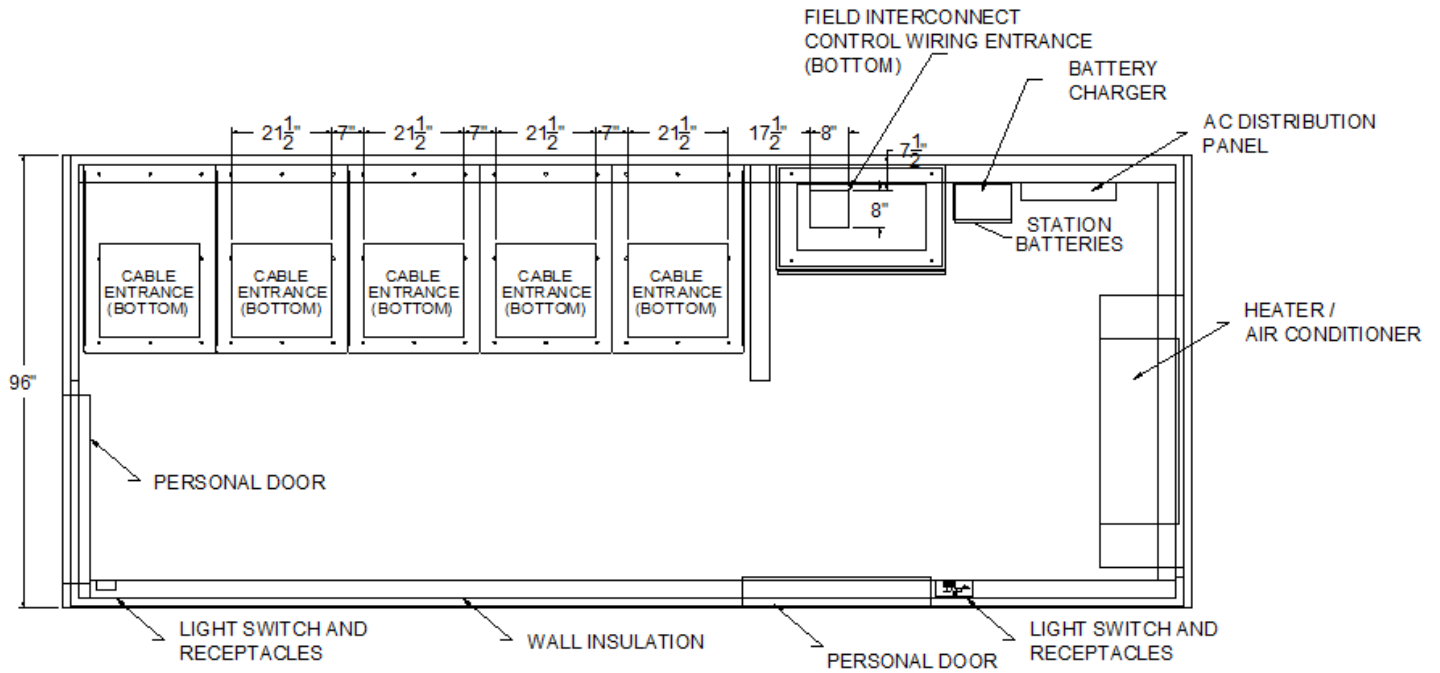 FIELD INTERCONNECT
CONTROL WIRING ENTRANCE
(BOTTOM)
BATTERY
CHARGER
AC DISTRIBUTION
PANEL
21 1/2"
7"
21 1/2"
7"
21 1/2"
7"
21 1/2"
17 1/2"
8"
7 1/2"
8"
STATION
BATTERIES
CABLE
ENTRANCE
(BOTTOM)
CABLE
ENTRANCE
(BOTTOM)
CABLE
ENTRANCE
(BOTTOM)
CABLE
ENTRANCE
(BOTTOM)
CABLE
ENTRANCE
(BOTTOM)
HEATER /
AIR CONDITIONER
96"
PERSONAL DOOR
LIGHT SWITCH AND
RECEPTACLES
WALL INSULATION
PERSONAL DOOR
LIGHT SWITCH AND
RECEPTACLES